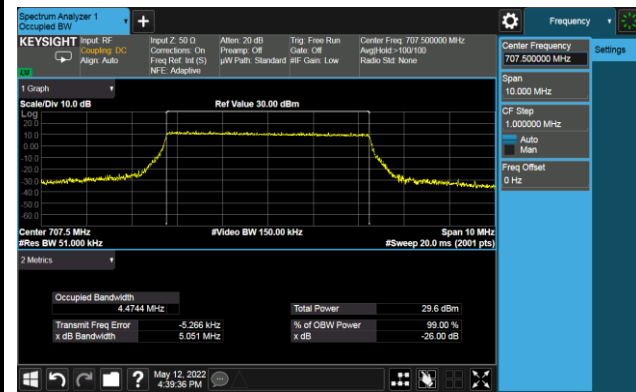 Spectrum Analyzer 1
Occupied BW
+
Frequency
KEYSIGHT
Input: RF
Coupling: DC
Align: Auto
Input Z: 50 Ω
Corrections: On
Freq Ref: Int (S)
NFE: Adaptive
Atten: 20 dB
Preamp: Off
µW Path: Standard
Trig: Free Run
Gate: Off
#IF Gain: Low
Center Freq: 707.500000 MHz
Avg|Hold:>100/100
Radio Std: None
Center Frequency
707.500000 MHz
Settings
Span
10.000 MHz
CF Step
1.000000 MHz
Auto
Man
Freq Offset
0 Hz
1 Graph
Scale/Div 10.0 dB
Ref Value 30.00 dBm
Log
20.0
10.0
0.00
-10.0
-20.0
-30.0
-40.0
-50.0
-60.0
Center 707.5 MHz
#Video BW 150.00 kHz
Span 10 MHz
#Res BW 51.000 kHz
#Sweep 20.0 ms (2001 pts)
2 Metrics
Occupied Bandwidth
4.4744 MHz
Total Power 29.6 dBm
Transmit Freq Error -5.266 kHz
% of OBW Power 99.00 %
x dB Bandwidth 5.051 MHz
x dB -26.00 dB
?
May 12, 2022
4:39:36 PM